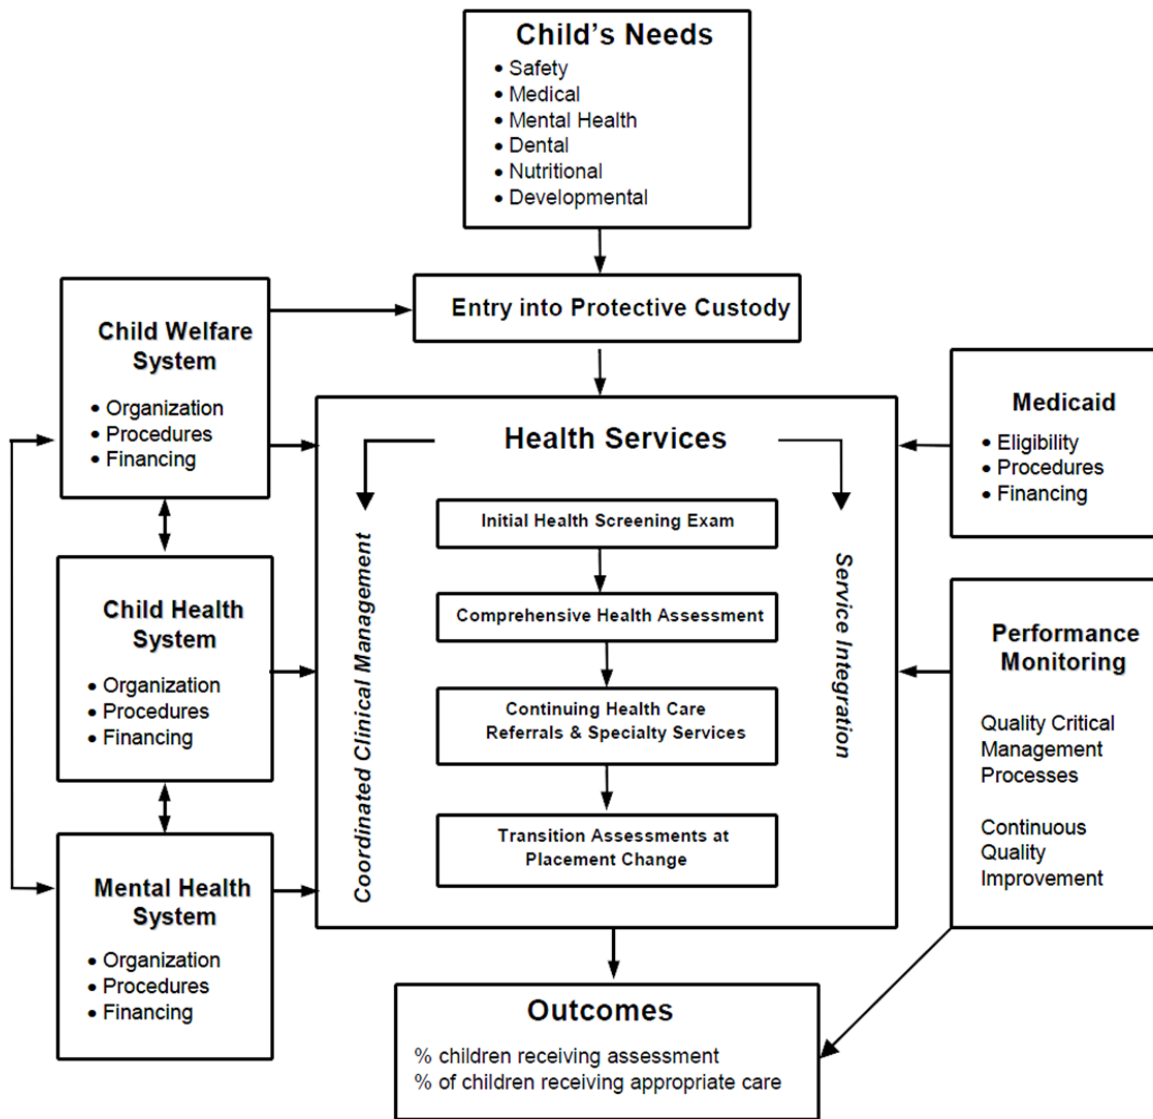 Child's Needs
• Safety
• Medical
• Mental Health
• Dental
• Nutritional
• Developmental
Entry into Protective Custody
Child Welfare
System
• Organization
• Procedures
• Financing
Child Health
System
• Organization
• Procedures
• Financing
Mental Health
System
• Organization
• Procedures
• Financing
Health Services
Coordinated Clinical Management
Initial Health Screening Exam
Comprehensive Health Assessment
Continuing Health Care
Referrals & Specialty Services
Transition Assessments at
Placement Change
Service Integration
Medicaid
• Eligibility
• Procedures
• Financing
Performance
Monitoring
Quality Critical
Management
Processes
Continuous
Quality
Improvement
Outcomes
% children receiving assessment
% of children receiving appropriate care